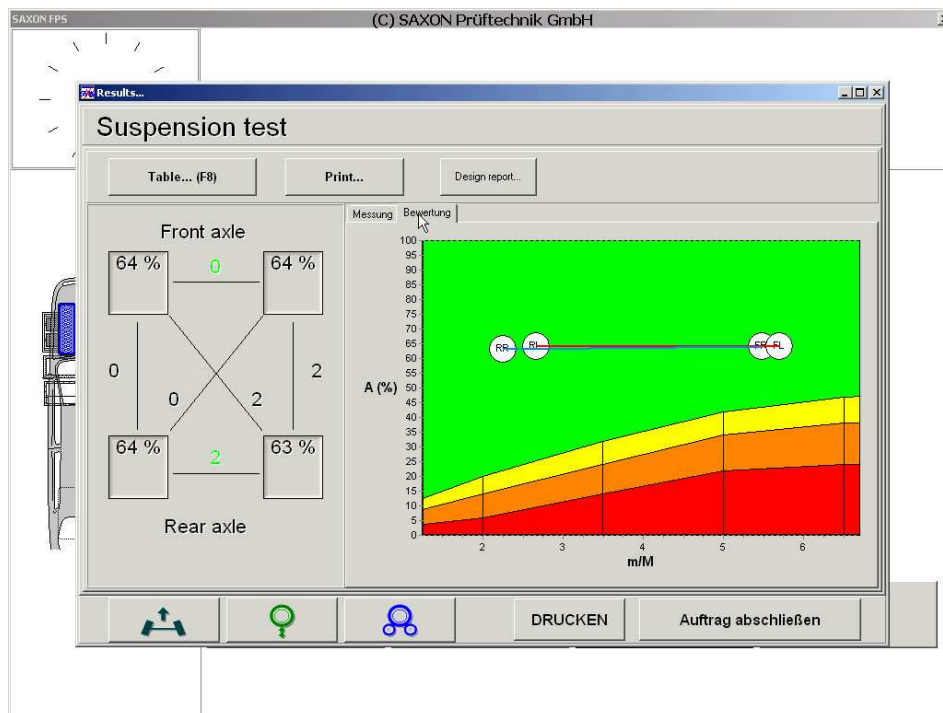 SAXON FPS
(C) SAXON Prüftechnik GmbH
Results...
Suspension test
Table... (F8)
Print...
Design report...
Messung
Bewertung
Front axle
64 %
0
64 %
0
0
2
2
64 %
2
63 %
Rear axle
100
95
90
85
80
75
70
65
60
55
50
45
40
35
30
25
20
15
10
5
0
A (%)
RR
RL
FR
FL
2
3
4
5
6
m/M
DRUCKEN
Auftrag abschließen